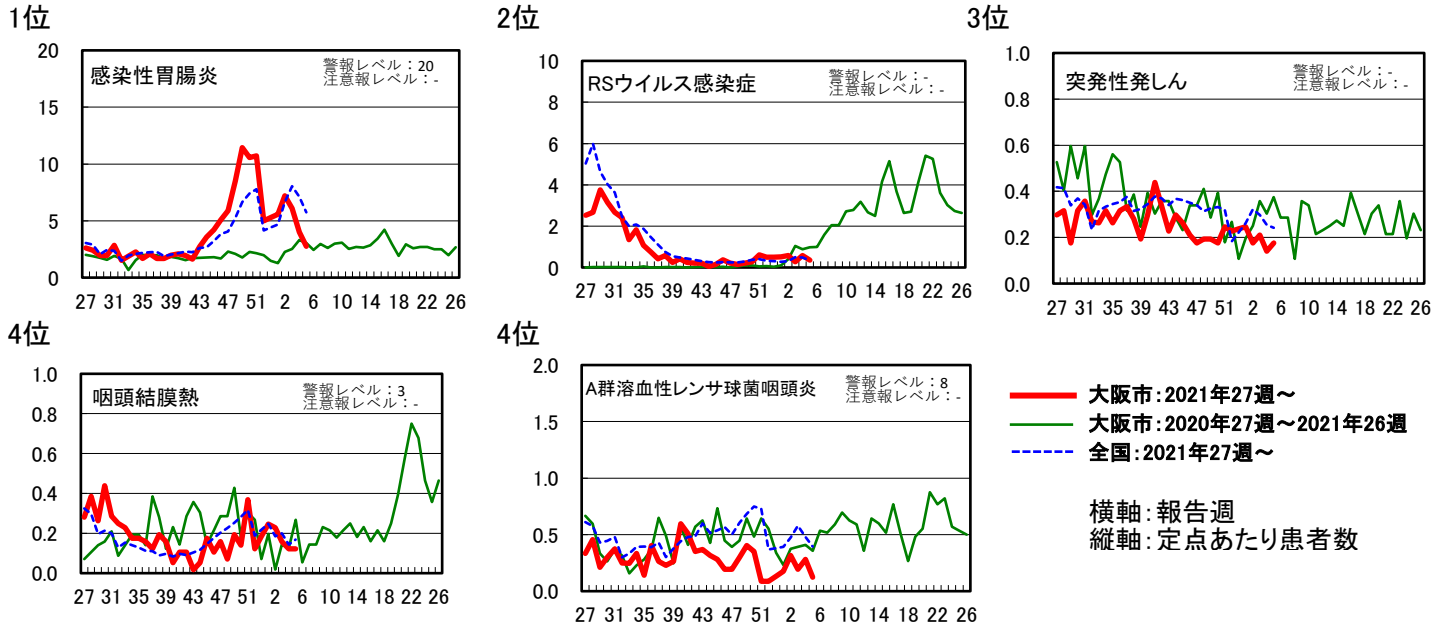 1位
20
15
10
5
0
感染性胃腸炎
警報レベル：20
注意報レベル：-
27 31 35 39 43 47 51 2 6 10 14 18 22 26
2位
10
8
6
4
2
0
RSウイルス感染症
警報レベル：-
注意報レベル：-
27 31 35 39 43 47 51 2 6 10 14 18 22 26
3位
1.0
0.8
0.6
0.4
0.2
0.0
突発性発しん
警報レベル：-
注意報レベル：-
27 31 35 39 43 47 51 2 6 10 14 18 22 26
4位
1.0
0.8
0.6
0.4
0.2
0.0
咽頭結膜熱
警報レベル：3
注意報レベル：-
27 31 35 39 43 47 51 2 6 10 14 18 22 26
4位
2.0
1.5
1.0
0.5
0.0
A群溶血性レンサ球菌咽頭炎
警報レベル：8
注意報レベル：-
27 31 35 39 43 47 51 2 6 10 14 18 22 26
大阪市：2021年27週～
大阪市：2020年27週～2021年26週
全国：2021年27週～
横軸：報告週
縦軸：定点あたり患者数